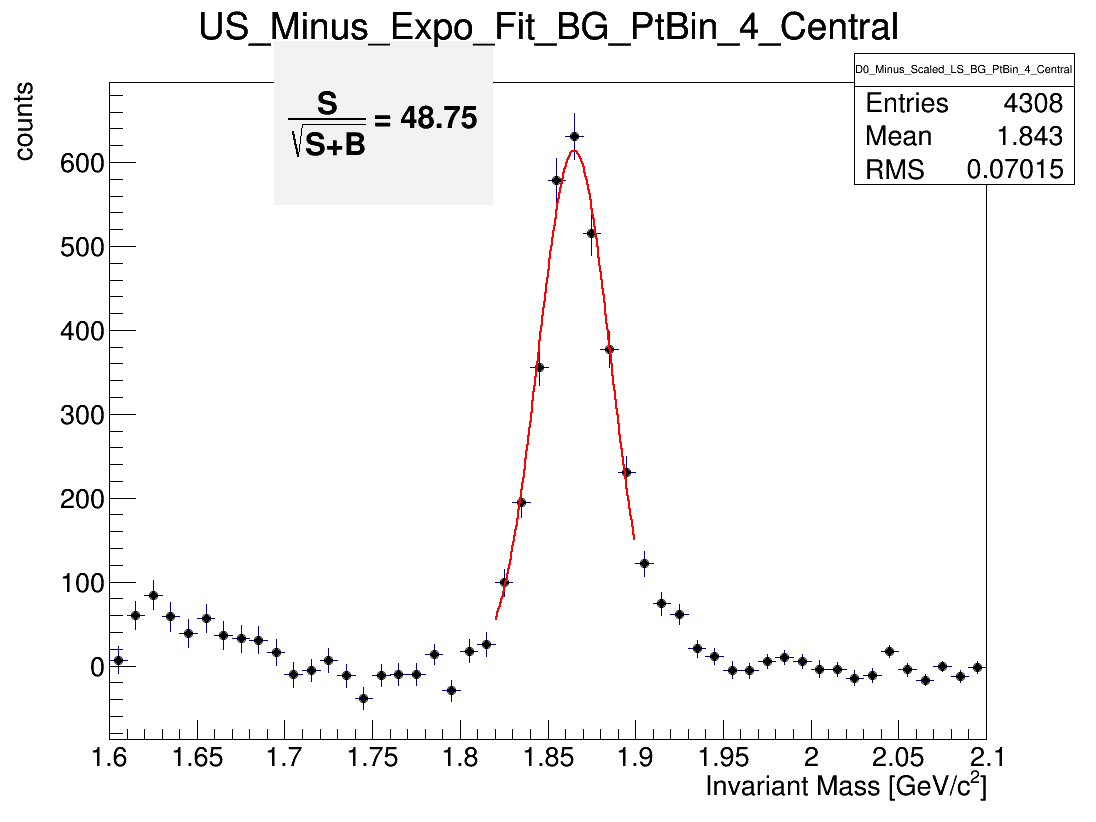 US_Minus_Expo_Fit_BG_PtBin_4_Central
D0_Minus_Scaled_LS_BG_PtBin_4_Central
Entries 4308
Mean 1.843
RMS 0.07015
S
√S+B = 48.75
counts
600
500
400
300
200
100
0
1.6 1.65 1.7 1.75 1.8 1.85 1.9 1.95 2 2.05 2.1
Invariant Mass [GeV/c²]